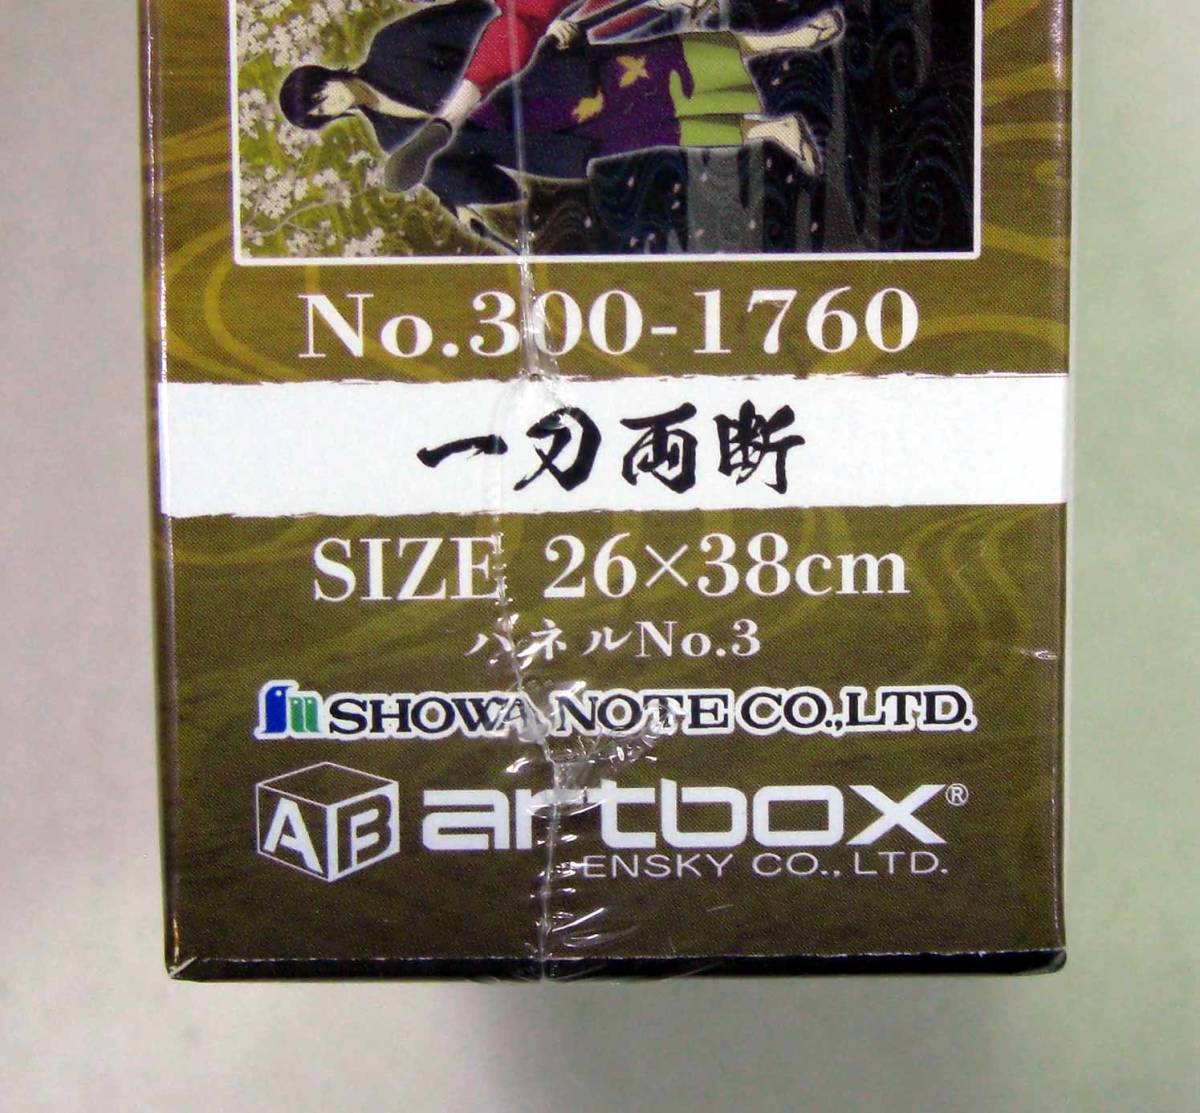 No.300-1760
一刃両断
SIZE 26×38cm
パネルNo.3
SHOWA NOTE CO.,LTD.
AB artbox®
ENSKY CO., LTD.